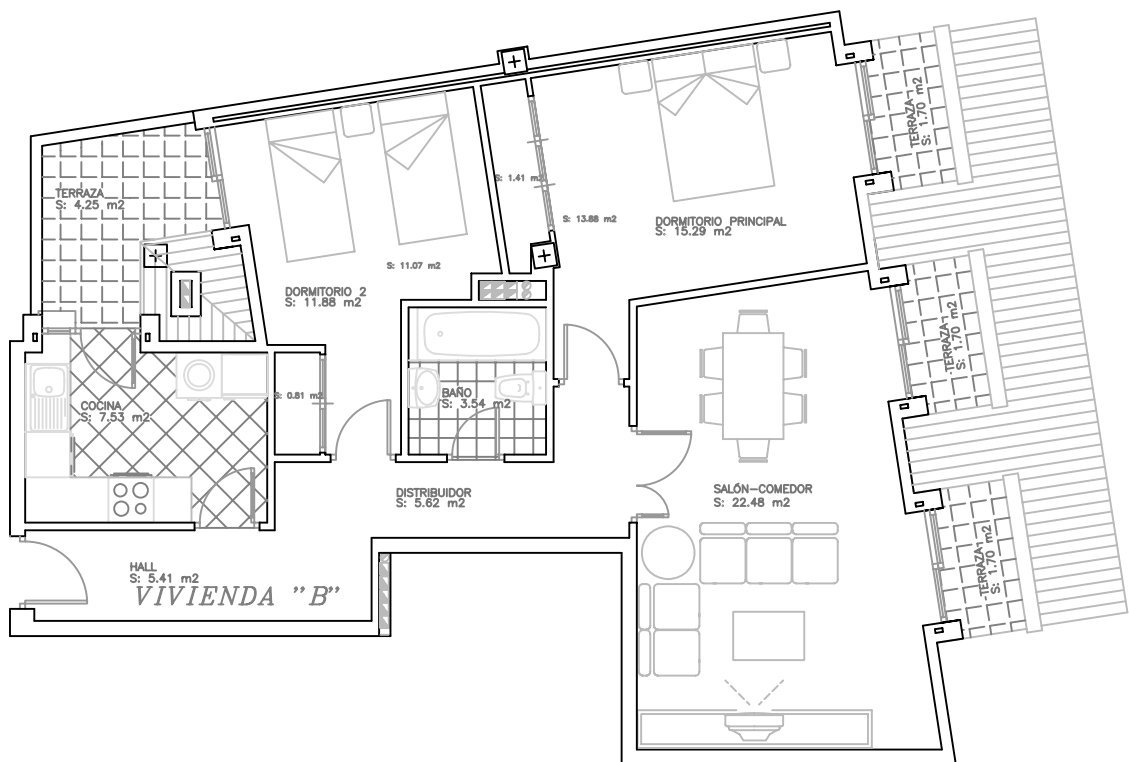 TERRAZA
S: 1.70 m2
TERRAZA
S: 4.25 m2
S: 1.41 m2
S: 13.88 m2
DORMITORIO PRINCIPAL
S: 15.29 m2
S: 11.07 m2
DORMITORIO 2
S: 11.88 m2
TERRAZA
S: 1.70 m2
BAÑO
S: 3.54 m2
S: 0.81 m2
COCINA
S: 7.53 m2
DISTRIBUIDOR
S: 5.62 m2
SALÓN-COMEDOR
S: 22.48 m2
TERRAZA
S: 1.70 m2
HALL
S: 5.41 m2
VIVIENDA "B"